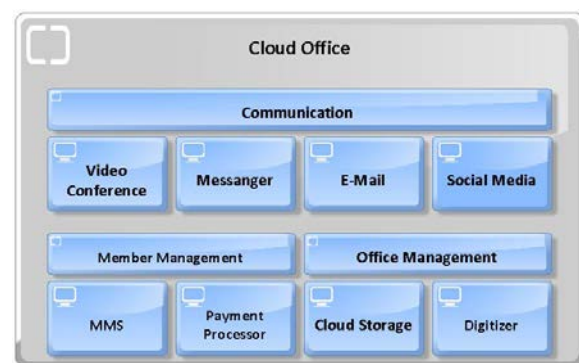 Cloud Office
Communication
Video
Conference
Messanger
E-Mail
Social Media
Member Management
Office Management
MMS
Payment
Processor
Cloud Storage
Digitizer